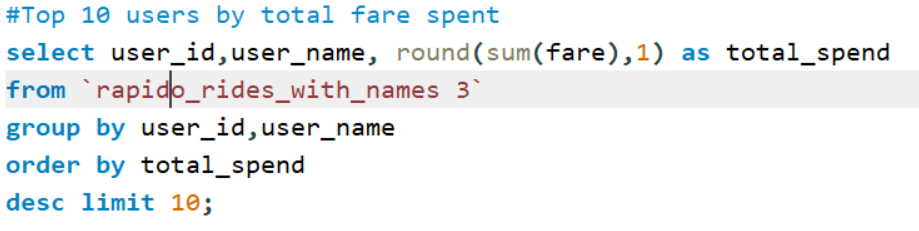 #Top 10 users by total fare spent
select user_id,user_name, round(sum(fare),1) as total_spend
from `rapido_rides_with_names 3`
group by user_id,user_name
order by total_spend
desc limit 10;